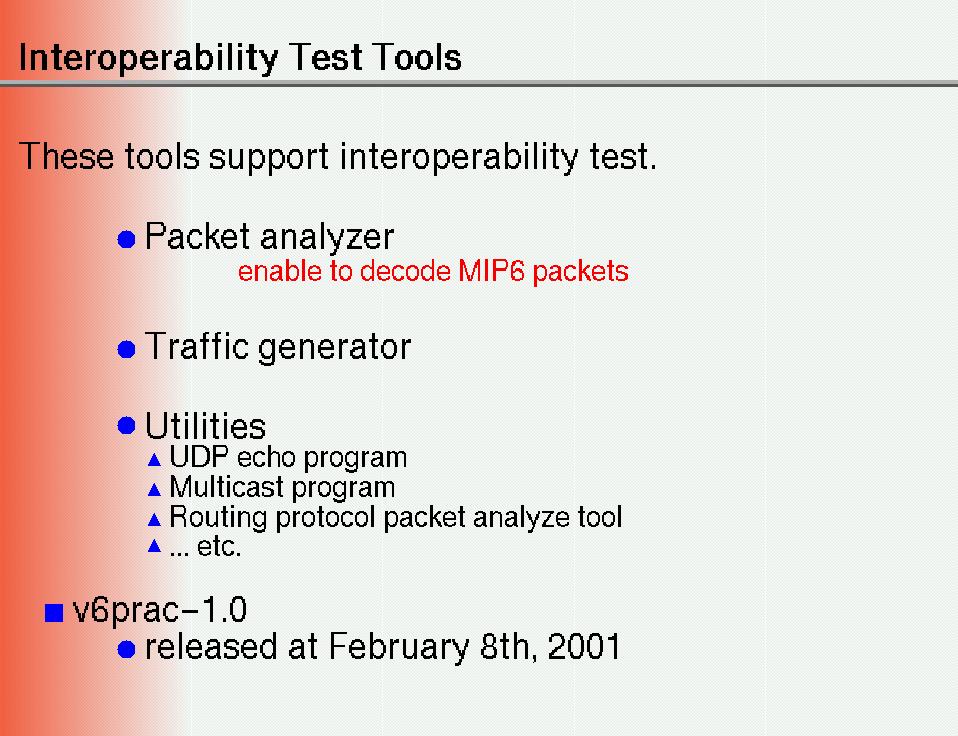 Interoperability Test Tools
These tools support interoperability test.
Packet analyzer
enable to decode MIP6 packets
Traffic generator
Utilities
UDP echo program
Multicast program
Routing protocol packet analyze tool
... etc.
v6prac-1.0
released at February 8th, 2001